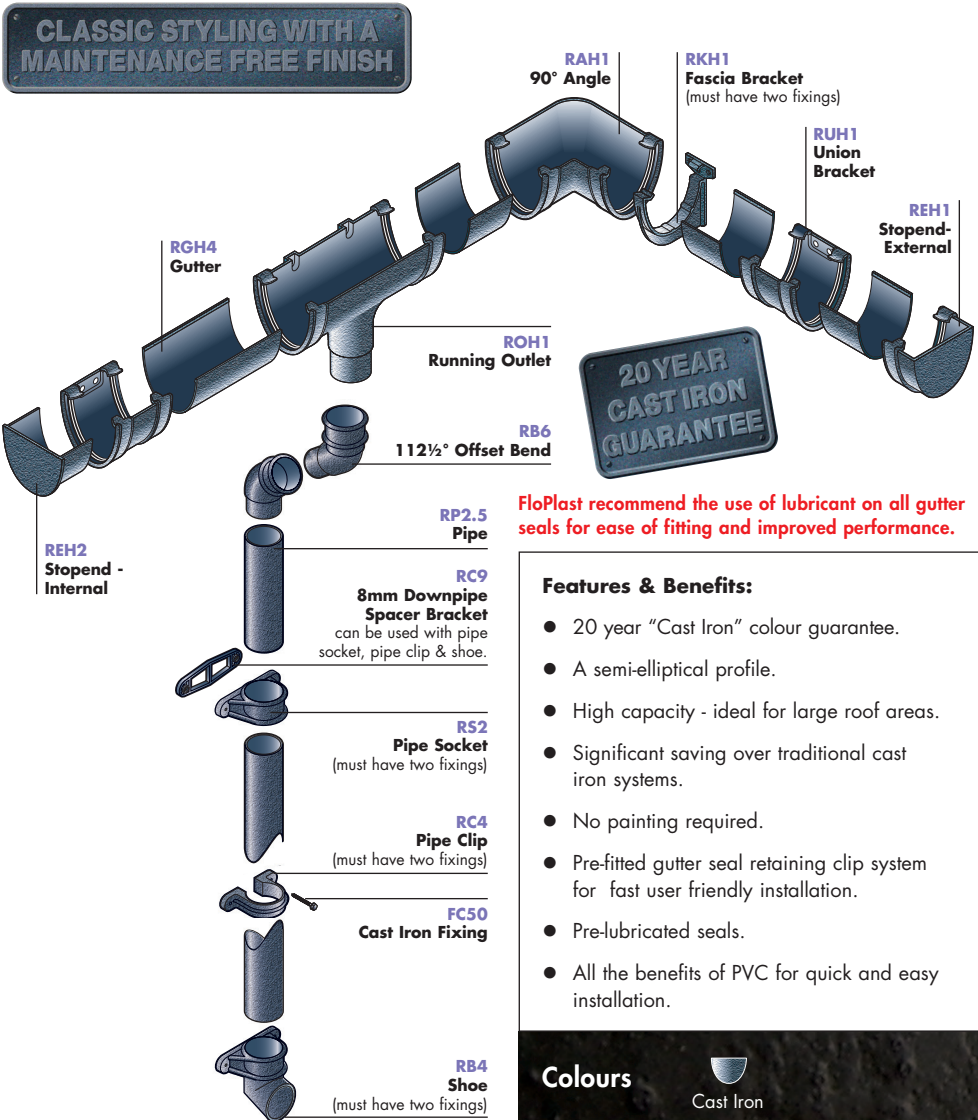 CLASSIC STYLING WITH A
MAINTENANCE FREE FINISH
RAH1
90° Angle
RKH1
Fascia Bracket
(must have two fixings)
RUH1
Union
Bracket
REH1
Stopend-
External
RGH4
Gutter
ROH1
Running Outlet
20 YEAR
CAST IRON
GUARANTEE
RB6
112½° Offset Bend
REH2
Stopend -
Internal
RP2.5
Pipe
RC9
8mm Downpipe
Spacer Bracket
can be used with pipe
socket, pipe clip & shoe.
RS2
Pipe Socket
(must have two fixings)
RC4
Pipe Clip
(must have two fixings)
FC50
Cast Iron Fixing
RB4
Shoe
(must have two fixings)
FloPlast recommend the use of lubricant on all gutter
seals for ease of fitting and improved performance.
Features & Benefits:
● 20 year “Cast Iron” colour guarantee.
● A semi-elliptical profile.
● High capacity - ideal for large roof areas.
● Significant saving over traditional cast
iron systems.
● No painting required.
● Pre-fitted gutter seal retaining clip system
for fast user friendly installation.
● Pre-lubricated seals.
● All the benefits of PVC for quick and easy
installation.
Colours
Cast Iron